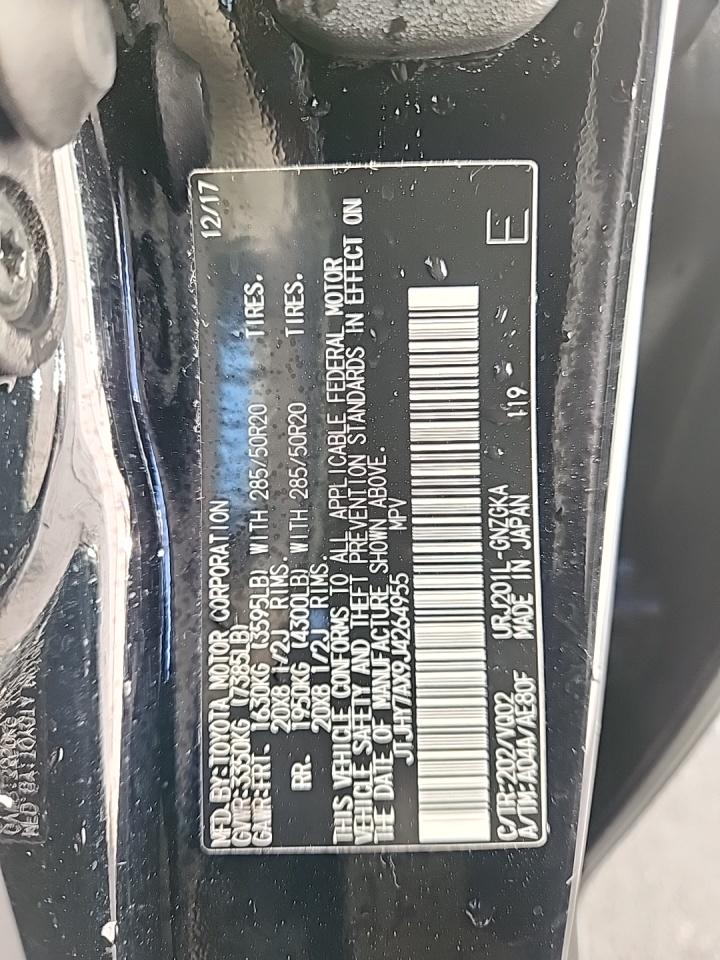 MFD.BY:TOYOTA MOTOR CORPORATION 12/17
GVWR:3350KG (7385LB)
GAWR:FRT. 1630KG (3595LB) WITH 285/50R20 TIRES.
20X8 1/2J RIMS.
RR. 1950KG (4300LB) WITH 285/50R20 TIRES.
20X8 1/2J RIMS.
THIS VEHICLE CONFORMS TO ALL APPLICABLE FEDERAL MOTOR
VEHICLE SAFETY AND THEFT PREVENTION STANDARDS IN EFFECT ON
THE DATE OF MANUFACTURE SHOWN ABOVE.
JTJHY7AX9J4264955 MPV
C/TR:202/VQ02 URJ201L-GNZGKA 119
A/TM:A04A/AE80F MADE IN JAPAN
E